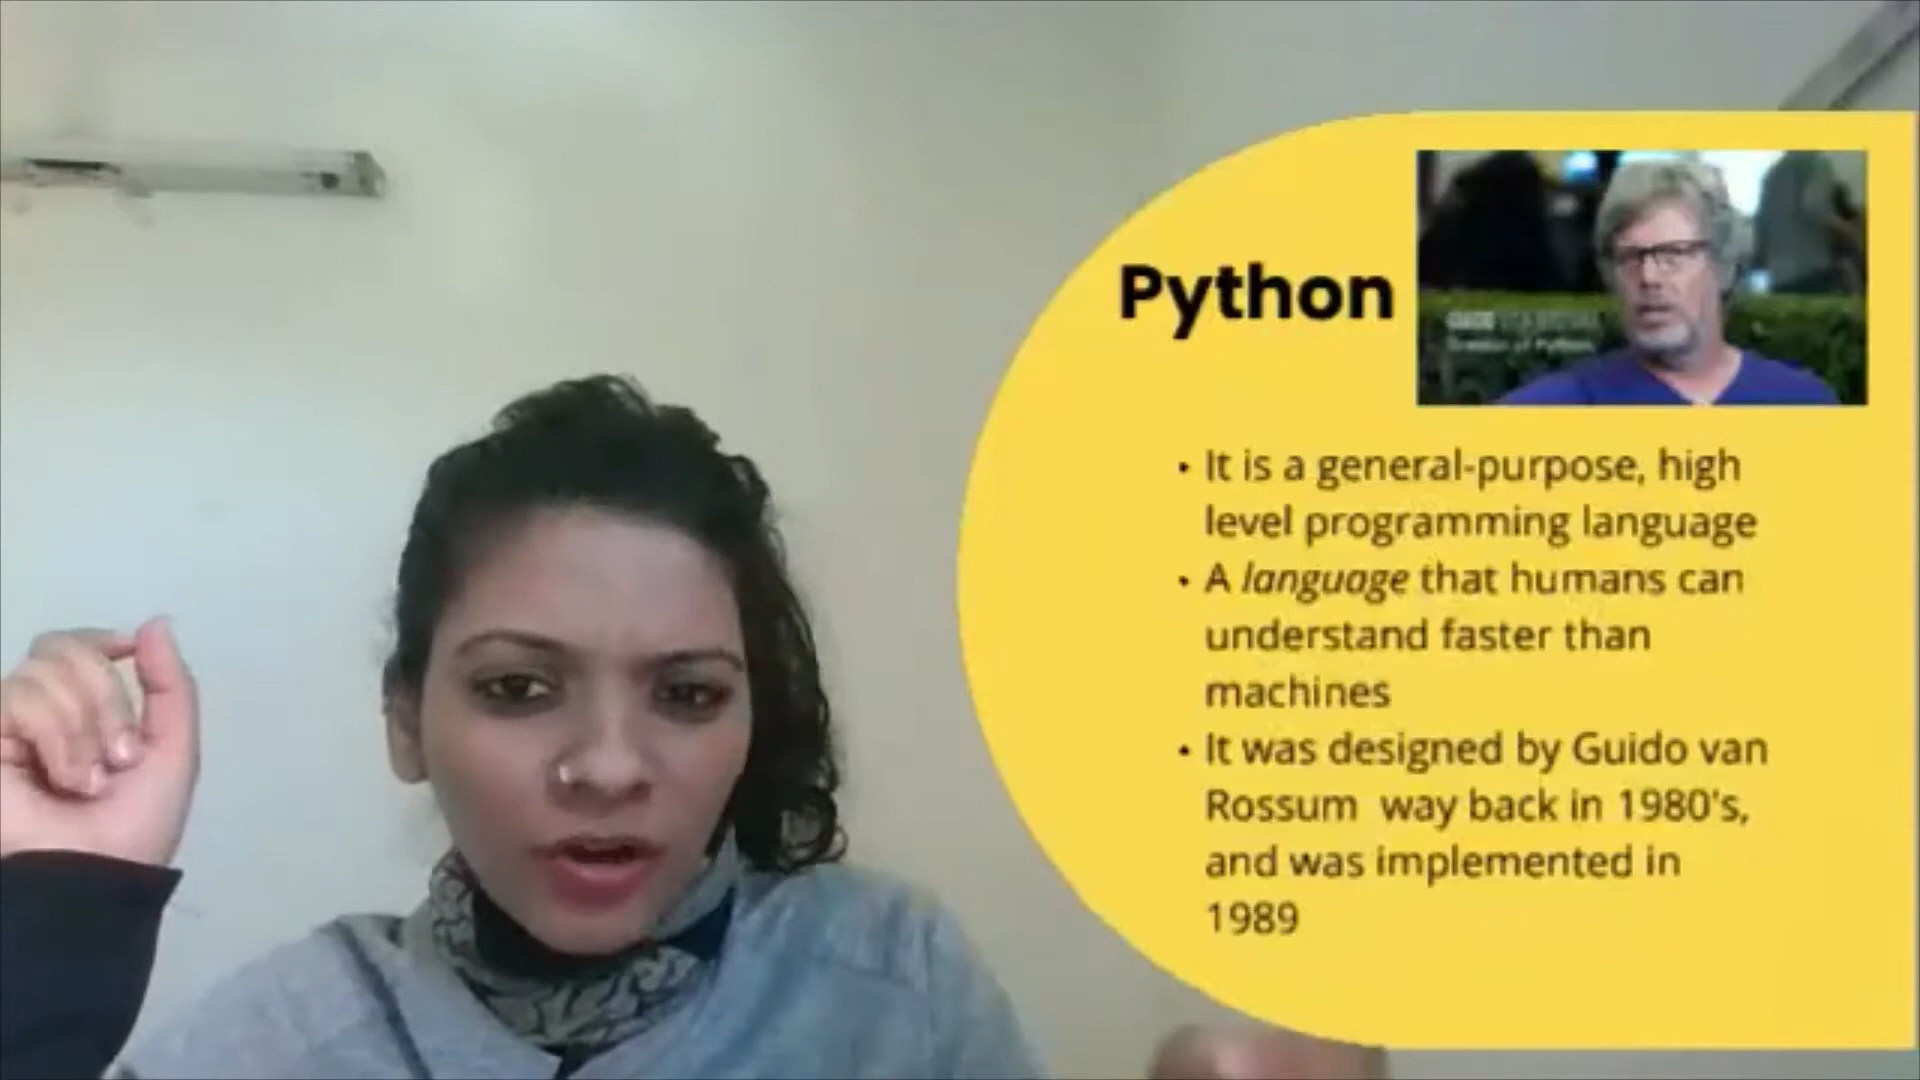 Python
• It is a general-purpose, high
level programming language
• A language that humans can
understand faster than
machines
• It was designed by Guido van
Rossum way back in 1980's,
and was implemented in
1989